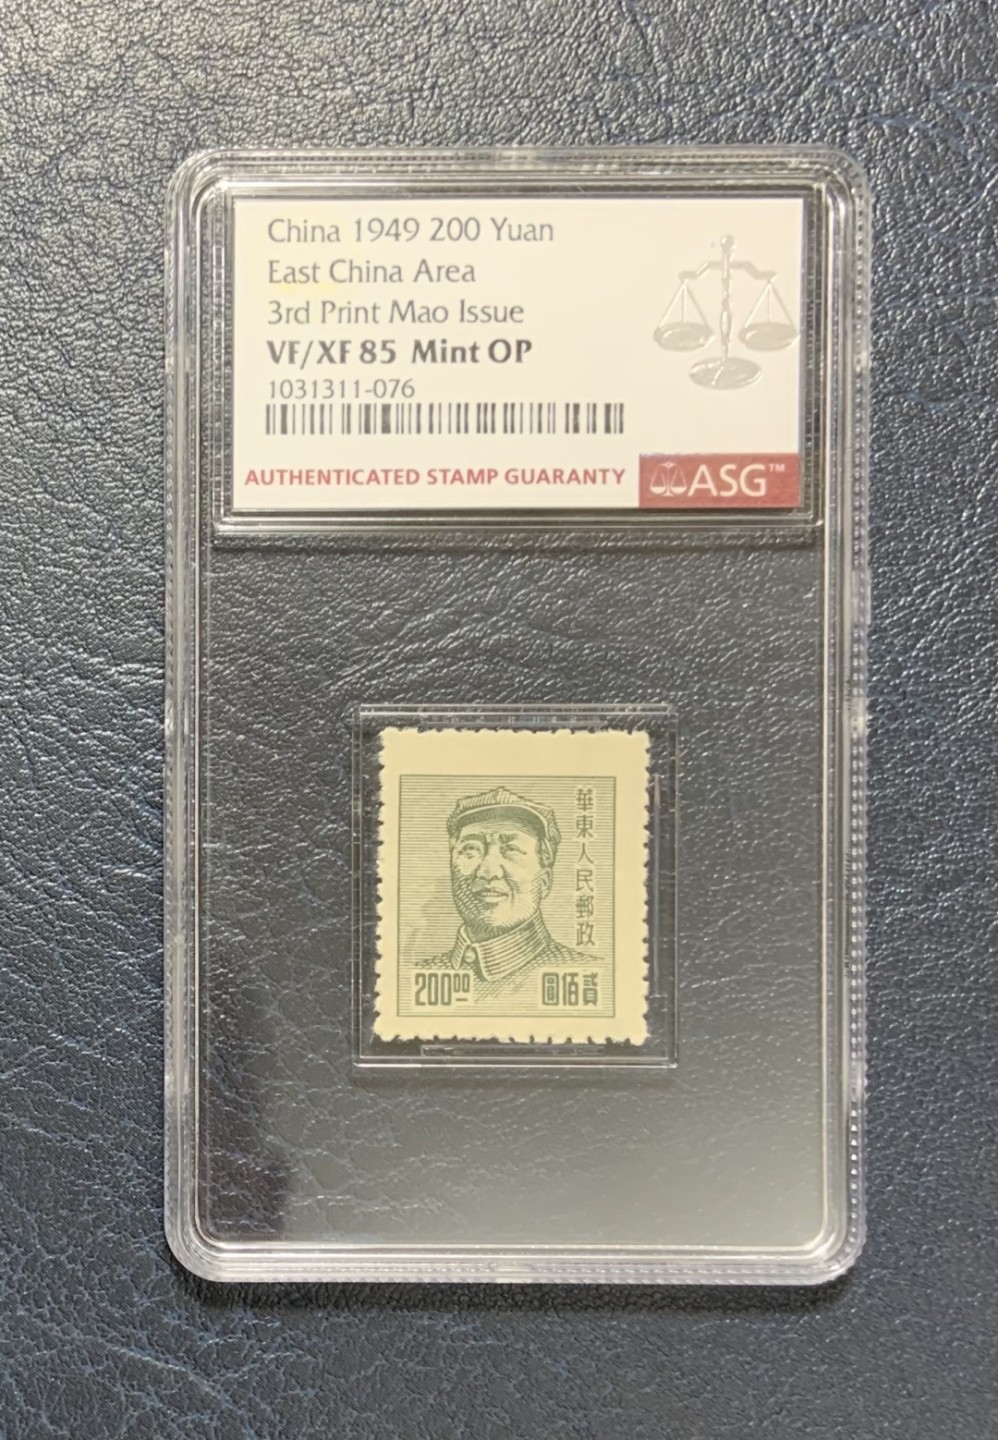 China 1949 200 Yuan
East China Area
3rd Print Mao Issue
VF/XF 85 Mint OP
1031311-076
AUTHENTICATED STAMP GUARANTY
ASG™
華東人民郵政
200⁰⁰
圓佰貳